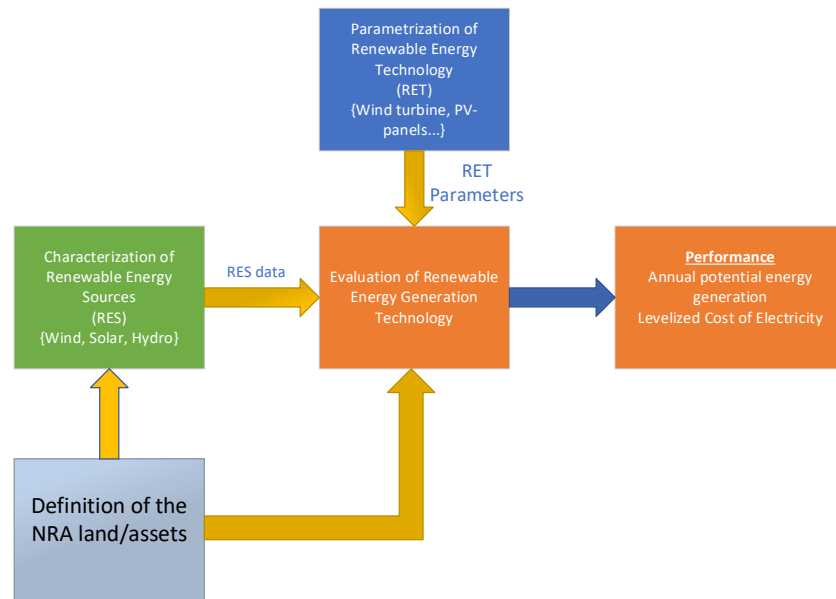 Parametrization of
Renewable Energy
Technology
(RET)
{Wind turbine, PV-
panels...}
RET
Parameters
Characterization of
Renewable Energy
Sources
(RES)
{Wind, Solar, Hydro}
RES data
Evaluation of Renewable
Energy Generation
Technology
Performance
Annual potential energy
generation
Levelized Cost of Electricity
Definition of the
NRA land/assets